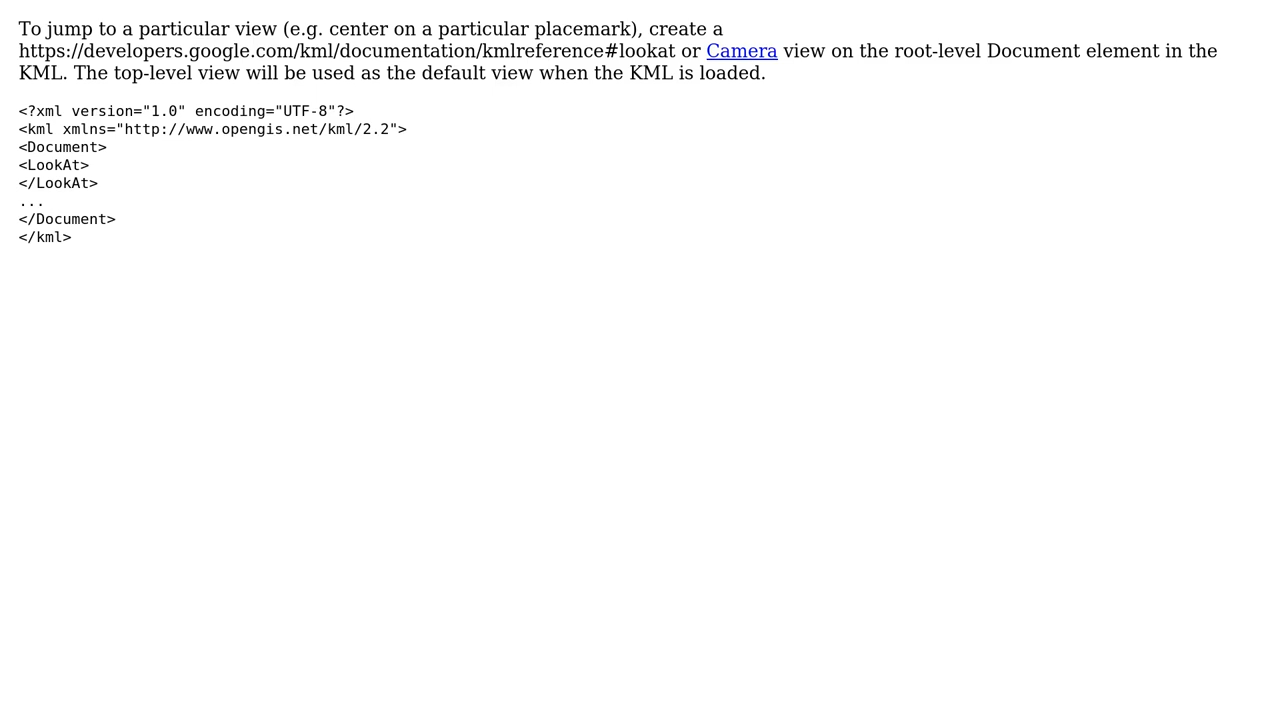 To jump to a particular view (e.g. center on a particular placemark), create a
https://developers.google.com/kml/documentation/kmlreference#lookat or Camera view on the root-level Document element in the
KML. The top-level view will be used as the default view when the KML is loaded.
<?xml version="1.0" encoding="UTF-8"?>
<kml xmlns="http://www.opengis.net/kml/2.2">
<Document>
<LookAt>
</LookAt>
...
</Document>
</kml>